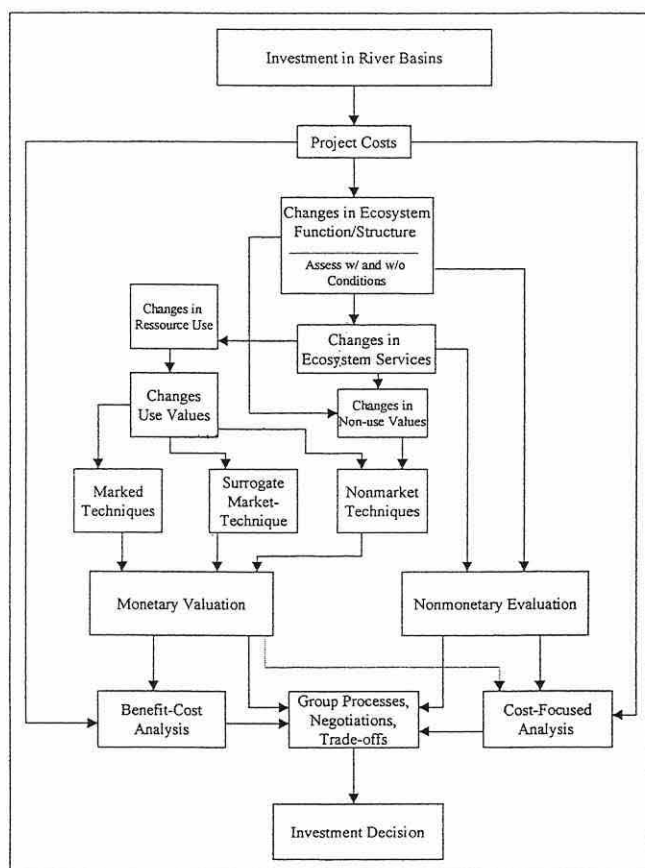 Investment in River Basins
Project Costs
Changes in Ecosystem
Function/Structure
Assess w/ and w/o
Conditions
Changes in
Ressource Use
Changes in
Ecosystem Services
Changes
Use Values
Changes in
Non-use Values
Marked
Techniques
Surrogate
Market-
Technique
Nonmarket
Techniques
Monetary Valuation
Nonmonetary Evaluation
Benefit-Cost
Analysis
Group Processes,
Negotiations,
Trade-offs
Cost-Focused
Analysis
Investment Decision